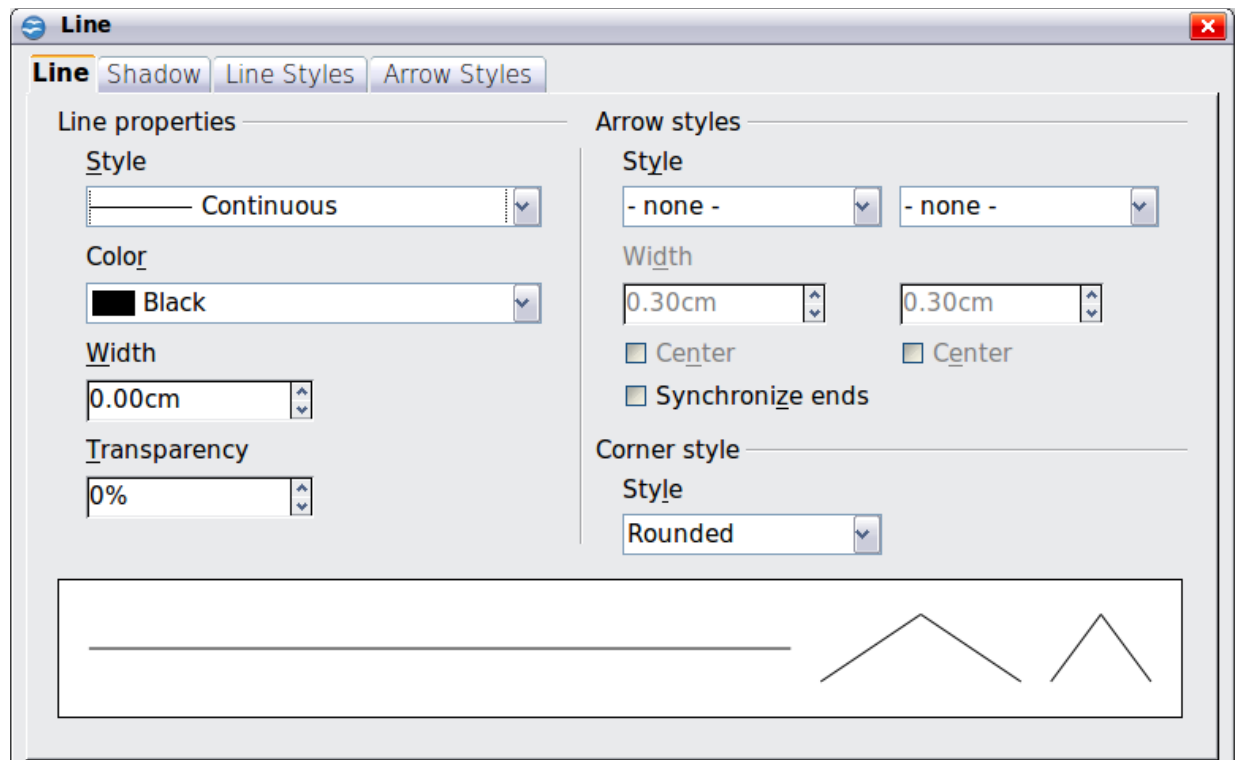 Line
Line Shadow Line Styles Arrow Styles
Line properties
Style
Continuous
Color
Black
Width
0.00cm
Transparency
0%
Arrow styles
Style
- none - - none -
Width
0.30cm 0.30cm
Center Center
Synchronize ends
Corner style
Style
Rounded